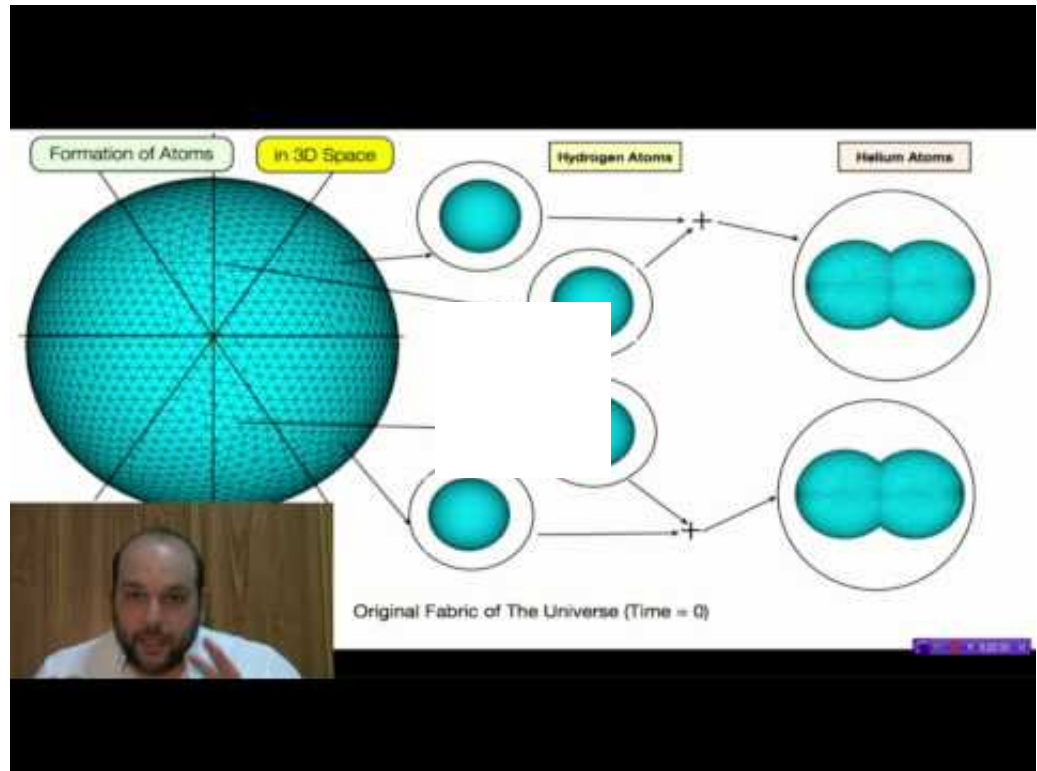 Formation of Atoms
in 3D Space
Hydrogen Atoms
Helium Atoms
+
+
Original Fabric of The Universe (Time = 0)